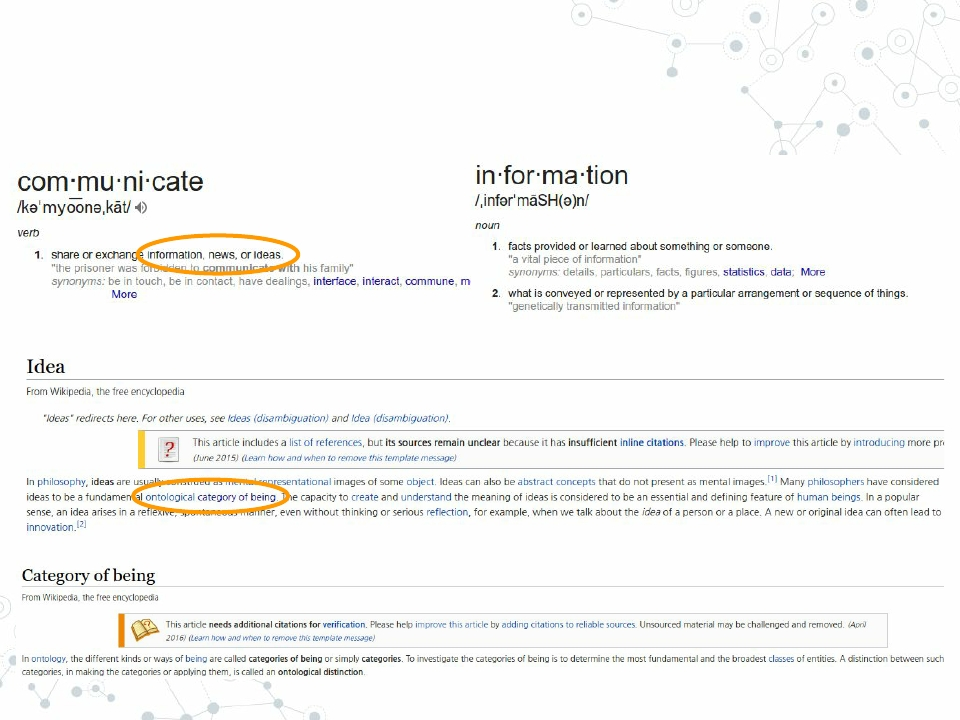 com·mu·ni·cate
/kəˈmyo͞onəˌkāt/
verb
1. share or exchange information, news, or ideas.
"the prisoner was forbidden to communicate with his family"
synonyms: be in touch, be in contact, have dealings, interface, interact, commune, m
More
in·for·ma·tion
/ˌinfərˈmāSH(ə)n/
noun
1. facts provided or learned about something or someone.
"a vital piece of information"
synonyms: details, particulars, facts, figures, statistics, data; More
2. what is conveyed or represented by a particular arrangement or sequence of things.
"genetically transmitted information"
Idea
From Wikipedia, the free encyclopedia
"Ideas" redirects here. For other uses, see Ideas (disambiguation) and Idea (disambiguation).
This article includes a list of references, but its sources remain unclear because it has insufficient inline citations. Please help to improve this article by introducing more pr
(June 2015) (Learn how and when to remove this template message)
In philosophy, ideas are usually construed as mental representational images of some object. Ideas can also be abstract concepts that do not present as mental images.[1] Many philosophers have considered
ideas to be a fundamental ontological category of being. The capacity to create and understand the meaning of ideas is considered to be an essential and defining feature of human beings. In a popular
sense, an idea arises in a reflexive, spontaneous manner, even without thinking or serious reflection, for example, when we talk about the idea of a person or a place. A new or original idea can often lead to
innovation.[2]
Category of being
From Wikipedia, the free encyclopedia
This article needs additional citations for verification. Please help improve this article by adding citations to reliable sources. Unsourced material may be challenged and removed. (April
2016) (Learn how and when to remove this template message)
In ontology, the different kinds or ways of being are called categories of being or simply categories. To investigate the categories of being is to determine the most fundamental and the broadest classes of entities. A distinction between such
categories, in making the categories or applying them, is called an ontological distinction.